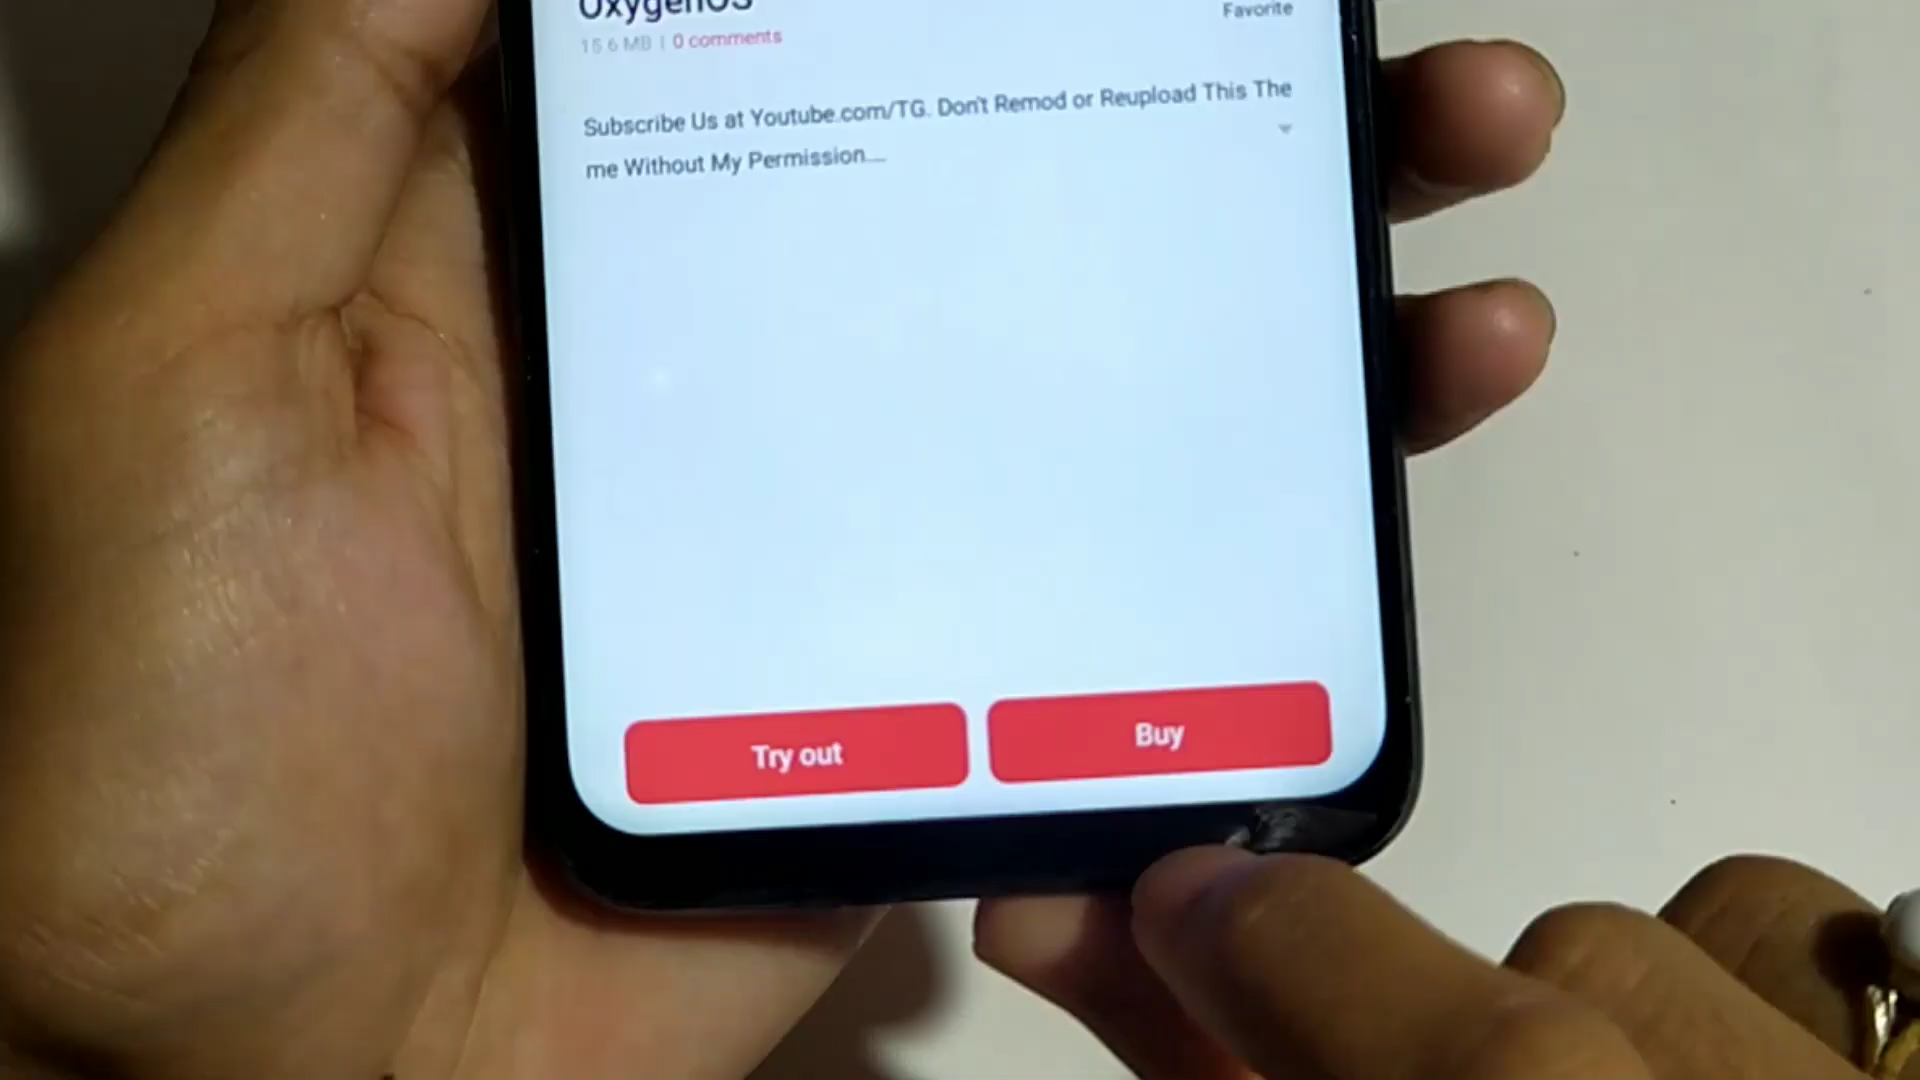 OxygenOS
Favorite
15.6 MB | 0 comments
Subscribe Us at Youtube.com/TG. Don't Remod or Reupload This The
me Without My Permission....
Try out
Buy